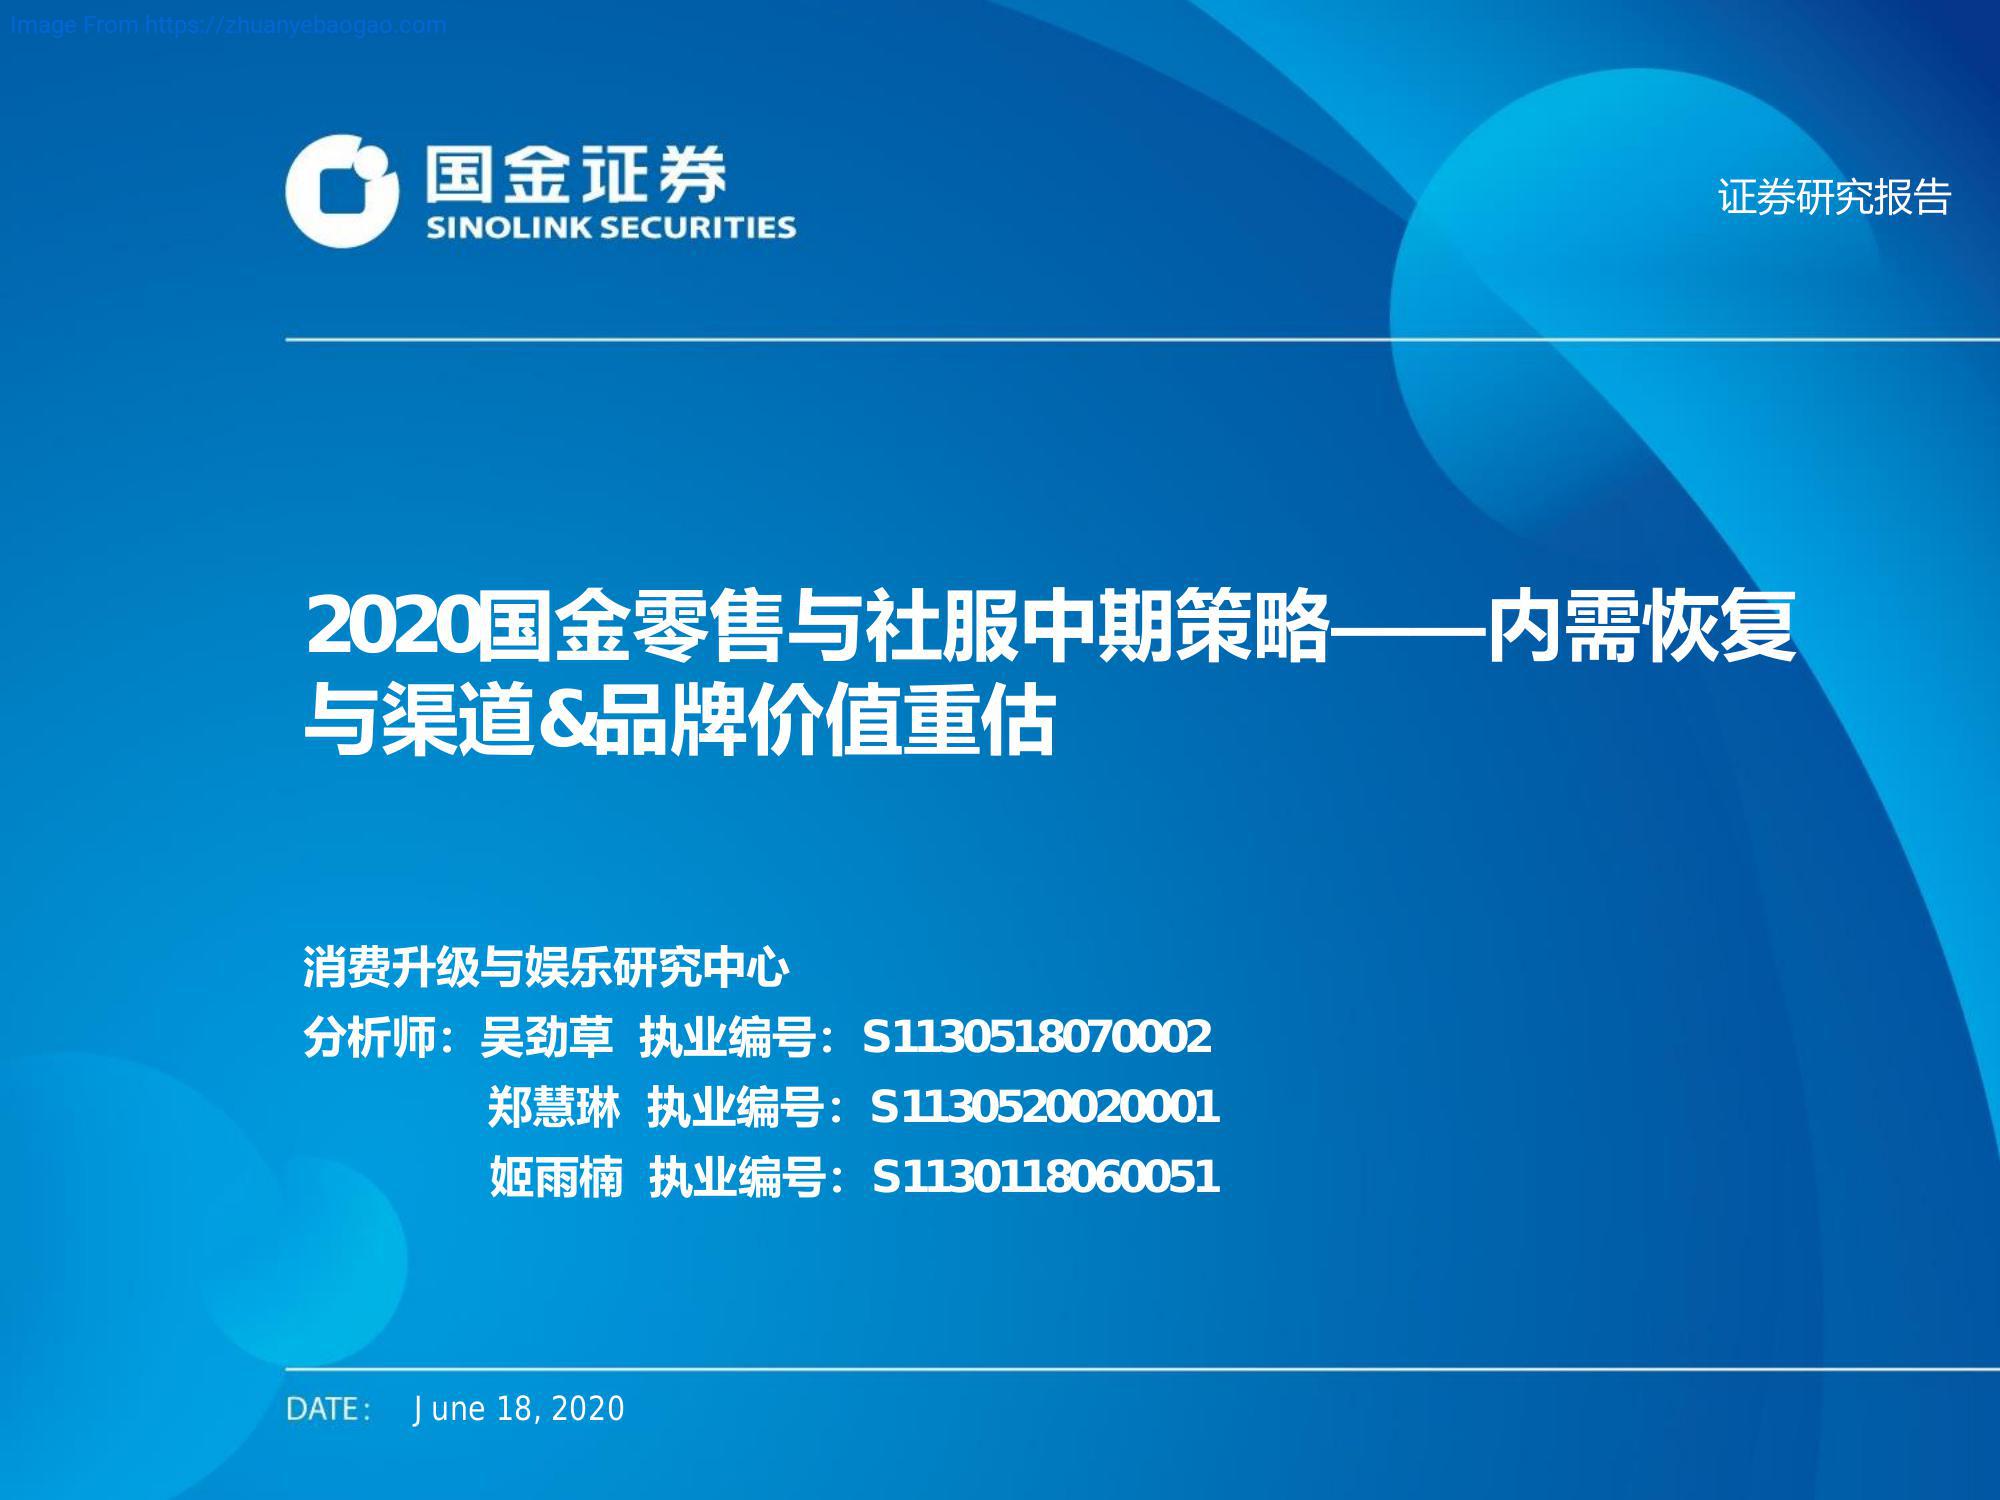 Image From https://zhuanyebaogao.com
国金证券
SINOLINK SECURITIES
证券研究报告
2020国金零售与社服中期策略——内需恢复
与渠道&品牌价值重估
消费升级与娱乐研究中心
分析师：吴劲草 执业编号：S1130518070002
郑慧琳 执业编号：S1130520020001
姬雨楠 执业编号：S1130118060051
DATE： June 18, 2020